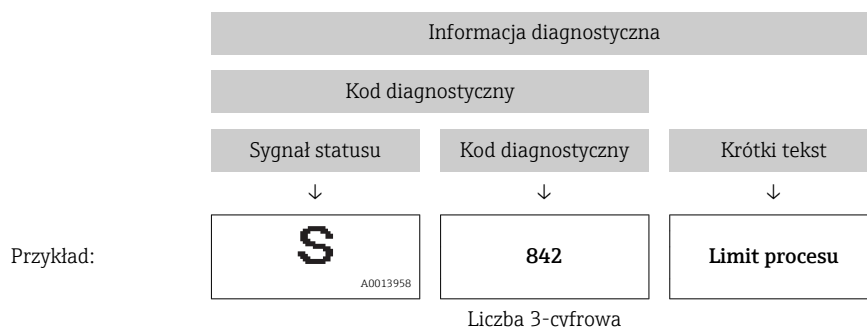 Informacja diagnostyczna
Kod diagnostyczny
Sygnał statusu Kod diagnostyczny Krótki tekst
↓ ↓ ↓
Przykład: S 842 Limit procesu
A0013958
Liczba 3-cyfrowa